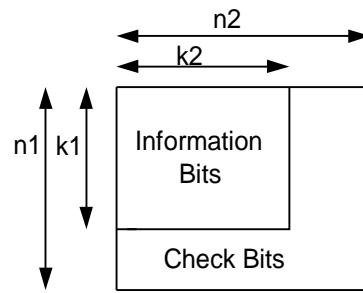 n2
k2
n1
k1
Information
Bits
Check Bits